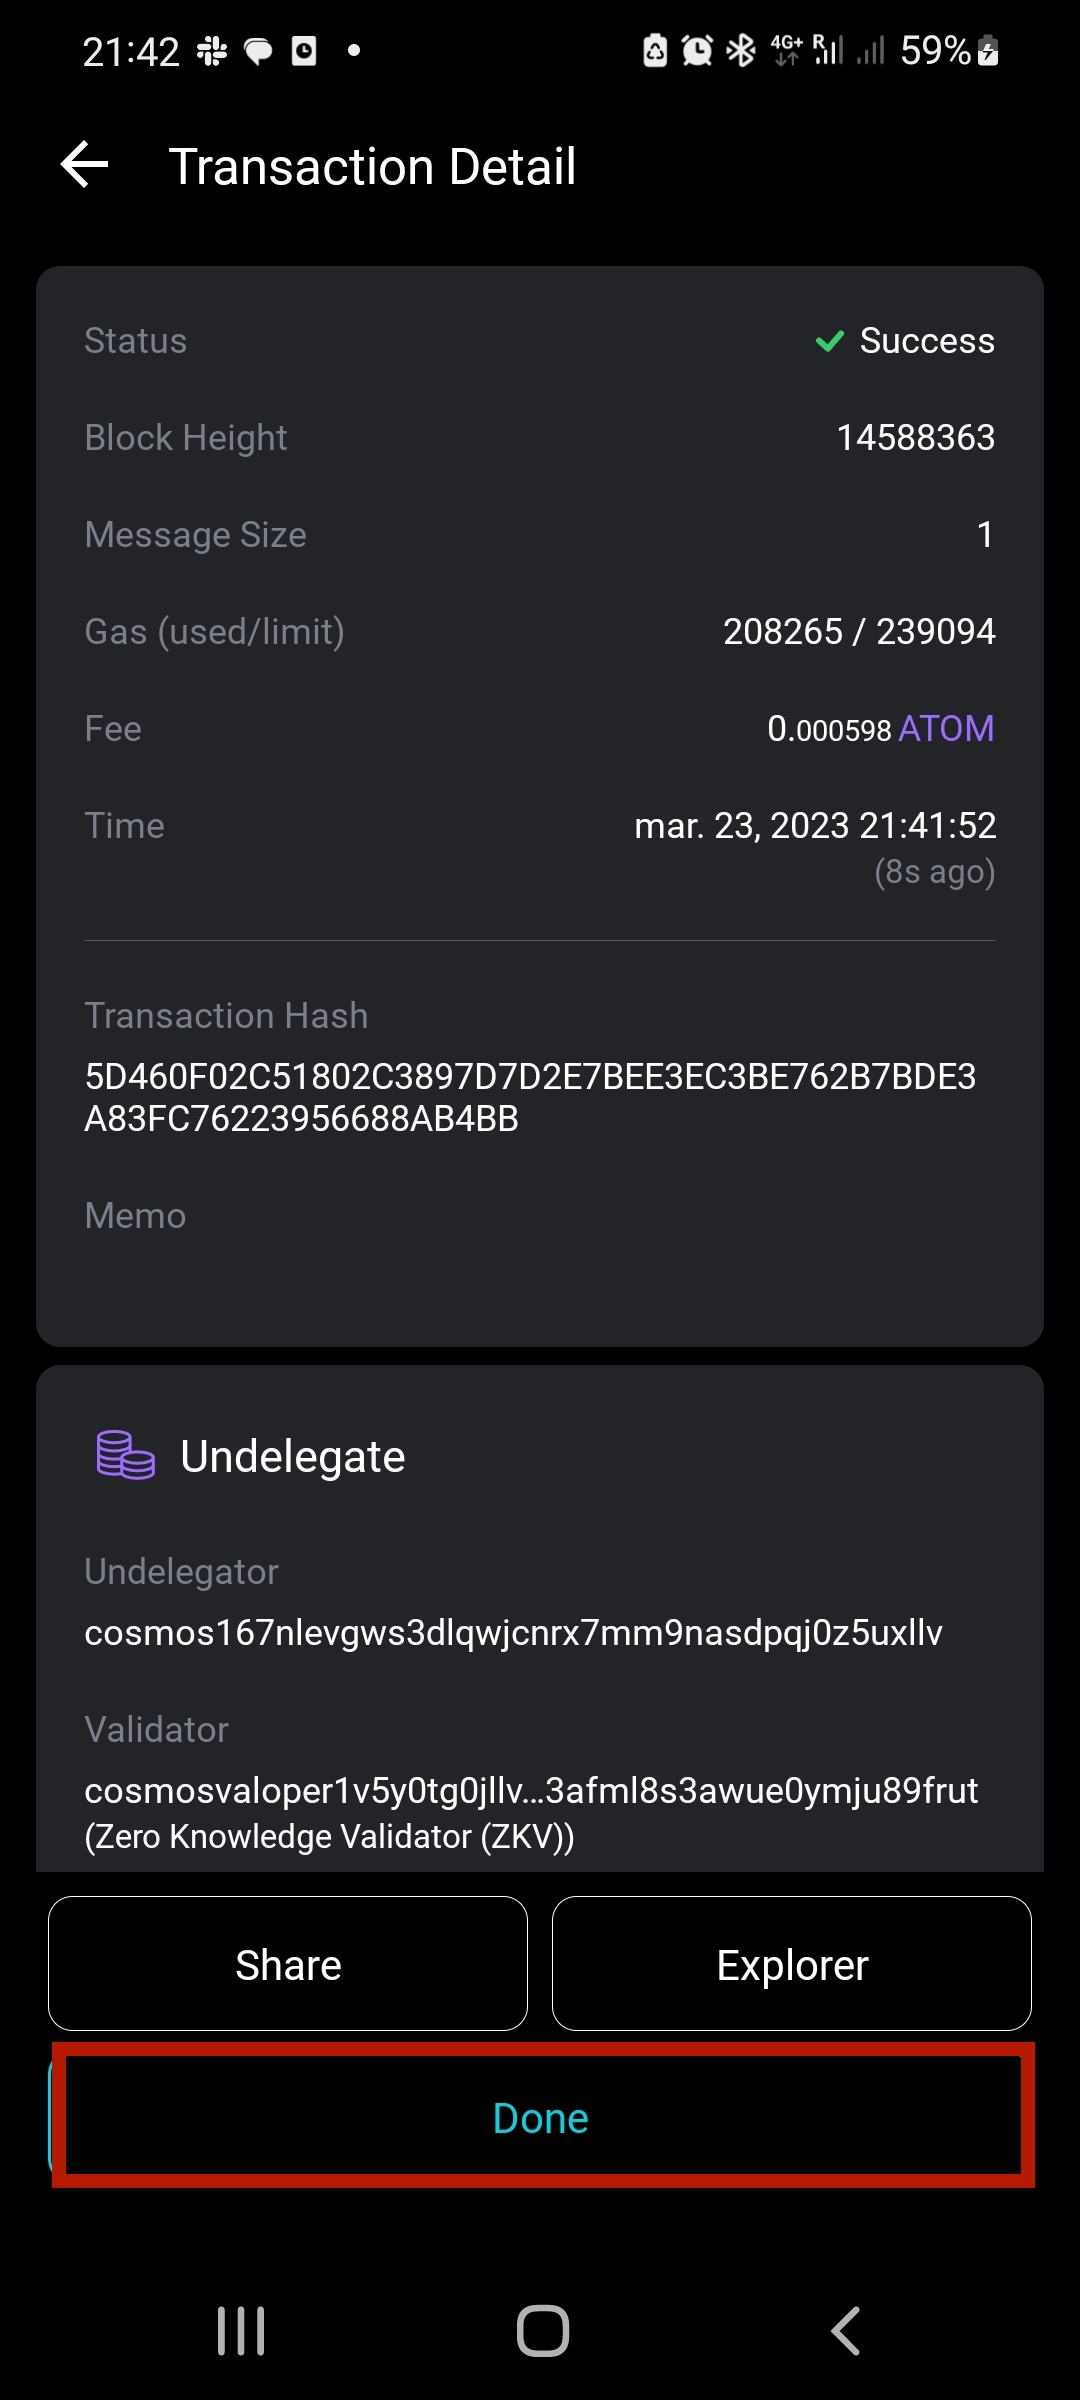 21:42
4G+ R 59%
Transaction Detail
Status Success
Block Height 14588363
Message Size 1
Gas (used/limit) 208265 / 239094
Fee 0.000598 ATOM
Time mar. 23, 2023 21:41:52
(8s ago)
Transaction Hash
5D460F02C51802C3897D7D2E7BEE3EC3BE762B7BDE3
A83FC76223956688AB4BB
Memo
Undelegate
Undelegator
cosmos167nlevgws3dlqwjcnrx7mm9nasdpqj0z5uxllv
Validator
cosmosvaloper1v5y0tg0jllv...3afml8s3awue0ymju89frut
(Zero Knowledge Validator (ZKV))
Share Explorer
Done